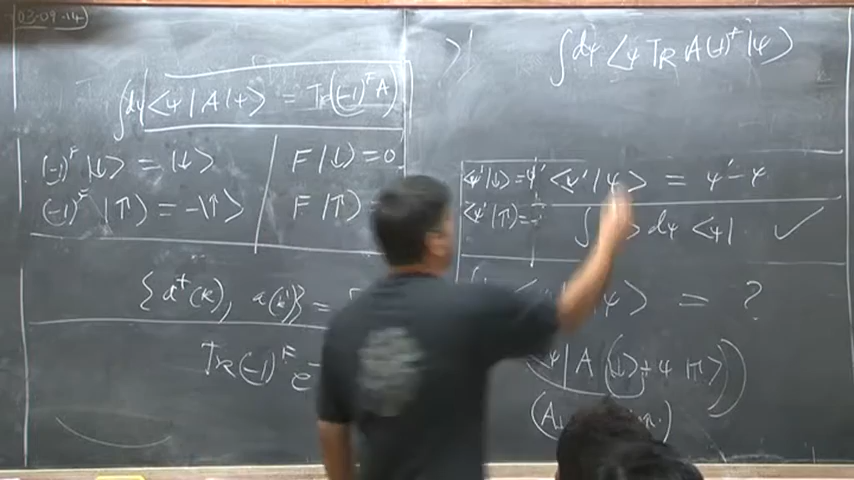 03.09.14
∫dψ ⟨ψ|A|ψ⟩ = Tr(-1)^F A
(-1)^F |↓⟩ = |↓⟩
(-1)^F |↑⟩ = -|↑⟩
F|↓⟩ = 0
F|↑⟩ =
{a†(k), a(k')} =
Tr(-1)^F e
∫dψ ⟨ψ TR A(-1)^F |ψ⟩
⟨ψ'|↓⟩ = ψ'
⟨ψ'|ψ⟩ = ψ' - ψ
⟨ψ'|↑⟩ =
dψ ⟨ψ| ✓
ψ⟩ = ?
⟨ψ|A (|↓⟩ + ψ |↑⟩)